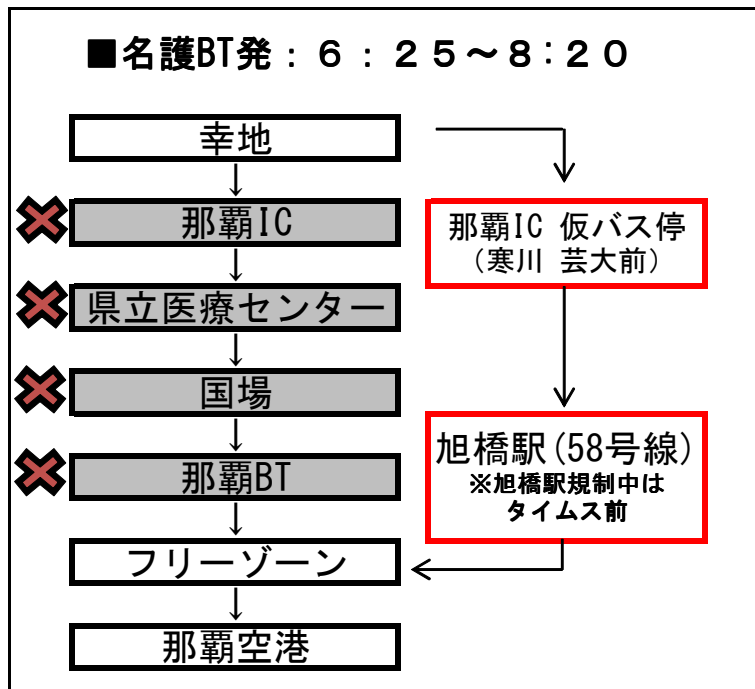 ■名護BT発：６：２５～８:２０
幸地
↓
那覇IC
↓
県立医療センター
↓
国場
↓
那覇BT
↓
フリーゾーン
↓
那覇空港
那覇IC 仮バス停
（寒川 芸大前）
旭橋駅(58号線)
※旭橋駅規制中は
タイムス前